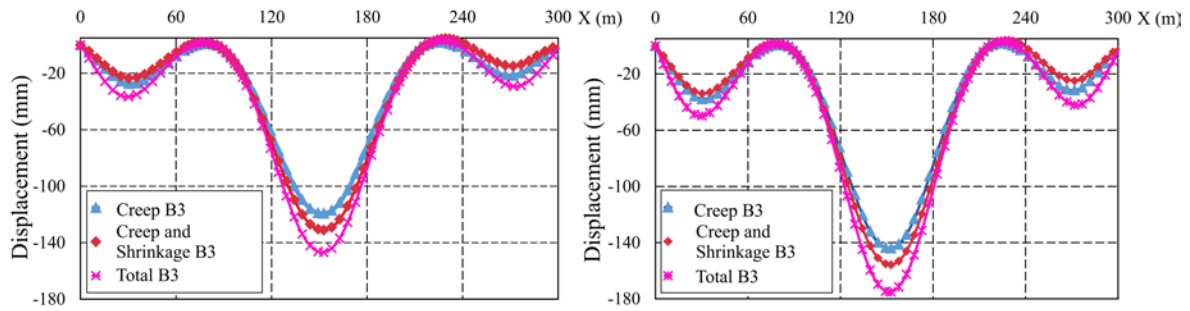 0 60 120 180 240 300 X (m)
-20
-60
-100
-140
-180
Displacement (mm)
Creep B3
Creep and
Shrinkage B3
Total B3
0 60 120 180 240 300 X (m)
-20
-60
-100
-140
-180
Displacement (mm)
Creep B3
Creep and
Shrinkage B3
Total B3